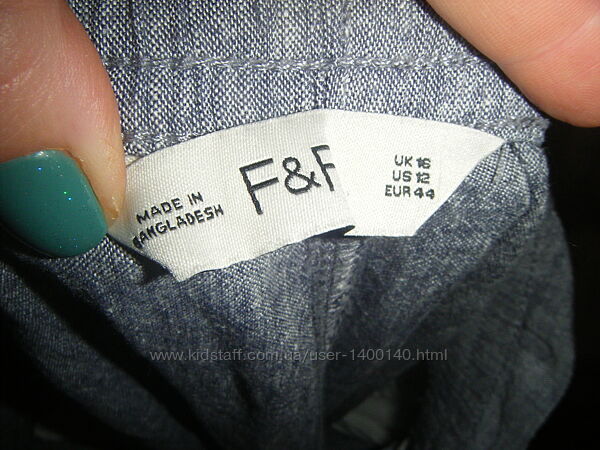 MADE IN
BANGLADESH
F&F
UK 16
US 12
EUR 44
www.kidstaff.com.ua/user-1400140.html